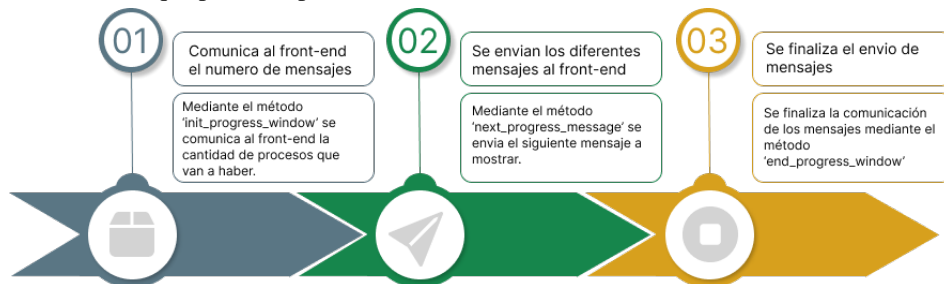 01
Comunica al front-end
el numero de mensajes
Mediante el método
‘init_progress_window’ se
comunica al front-end la
cantidad de procesos que
van a haber.
02
Se envian los diferentes
mensajes al front-end
Mediante el método
‘next_progress_message’ se
envia el siguiente mensaje a
mostrar.
03
Se finaliza el envio de
mensajes
Se finaliza la comunicación
de los mensajes mediante el
método
‘end_progress_window’